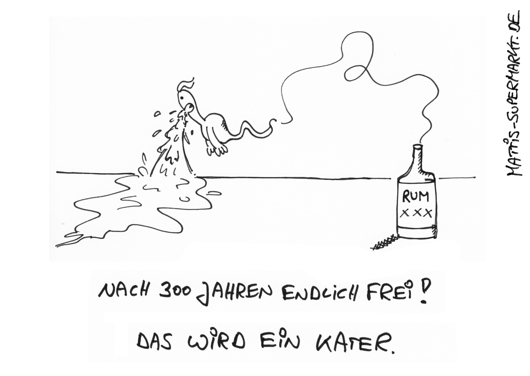 MATTIS-SUPERMARKT.DE
RUM
XXX
NACH 300 JAHREN ENDLICH FREI!
DAS WIRD EIN KATER.